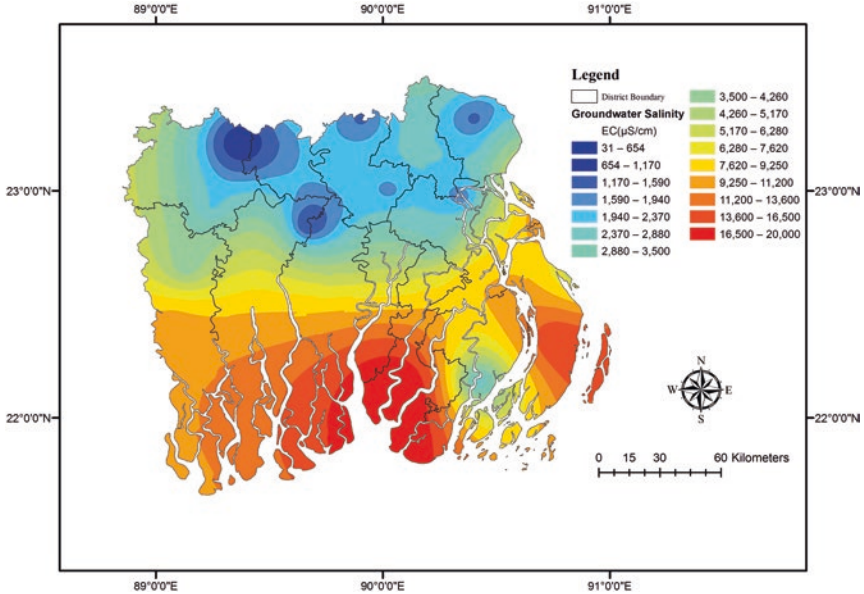 89°0'0"E
90°0'0"E
91°0'0"E
23°0'0"N
22°0'0"N
23°0'0"N
22°0'0"N
Legend
District Boundary
Groundwater Salinity
EC(µS/cm)
31 – 654
654 – 1,170
1,170 – 1,590
1,590 – 1,940
1,940 – 2,370
2,370 – 2,880
2,880 – 3,500
3,500 – 4,260
4,260 – 5,170
5,170 – 6,280
6,280 – 7,620
7,620 – 9,250
9,250 – 11,200
11,200 – 13,600
13,600 – 16,500
16,500 – 20,000
N
W E
S
0 15 30 60 Kilometers
89°0'0"E
90°0'0"E
91°0'0"E